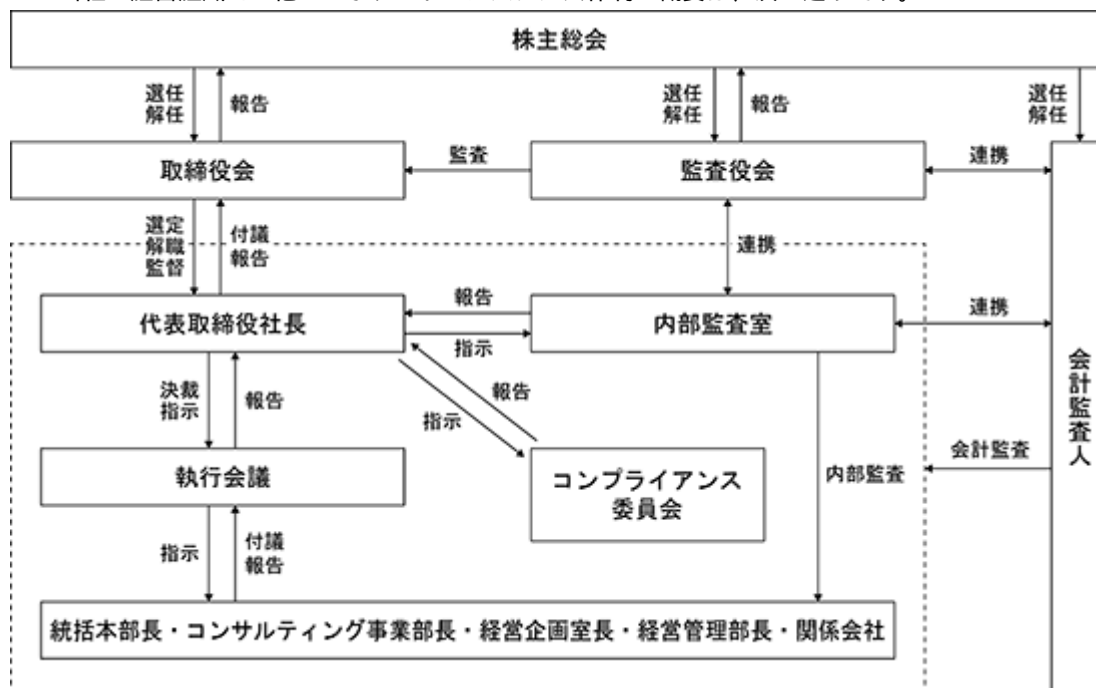 株主総会
選任
解任
報告
選任
解任
報告
選任
解任
取締役会
監査
監査役会
連携
選定
解職
監督
付議
報告
連携
代表取締役社長
報告
指示
内部監査室
連携
会計監査人
決裁
指示
報告
報告
指示
執行会議
コンプライアンス
委員会
内部監査
会計監査
指示
付議
報告
統括本部長・コンサルティング事業部長・経営企画室長・経営管理部長・関係会社